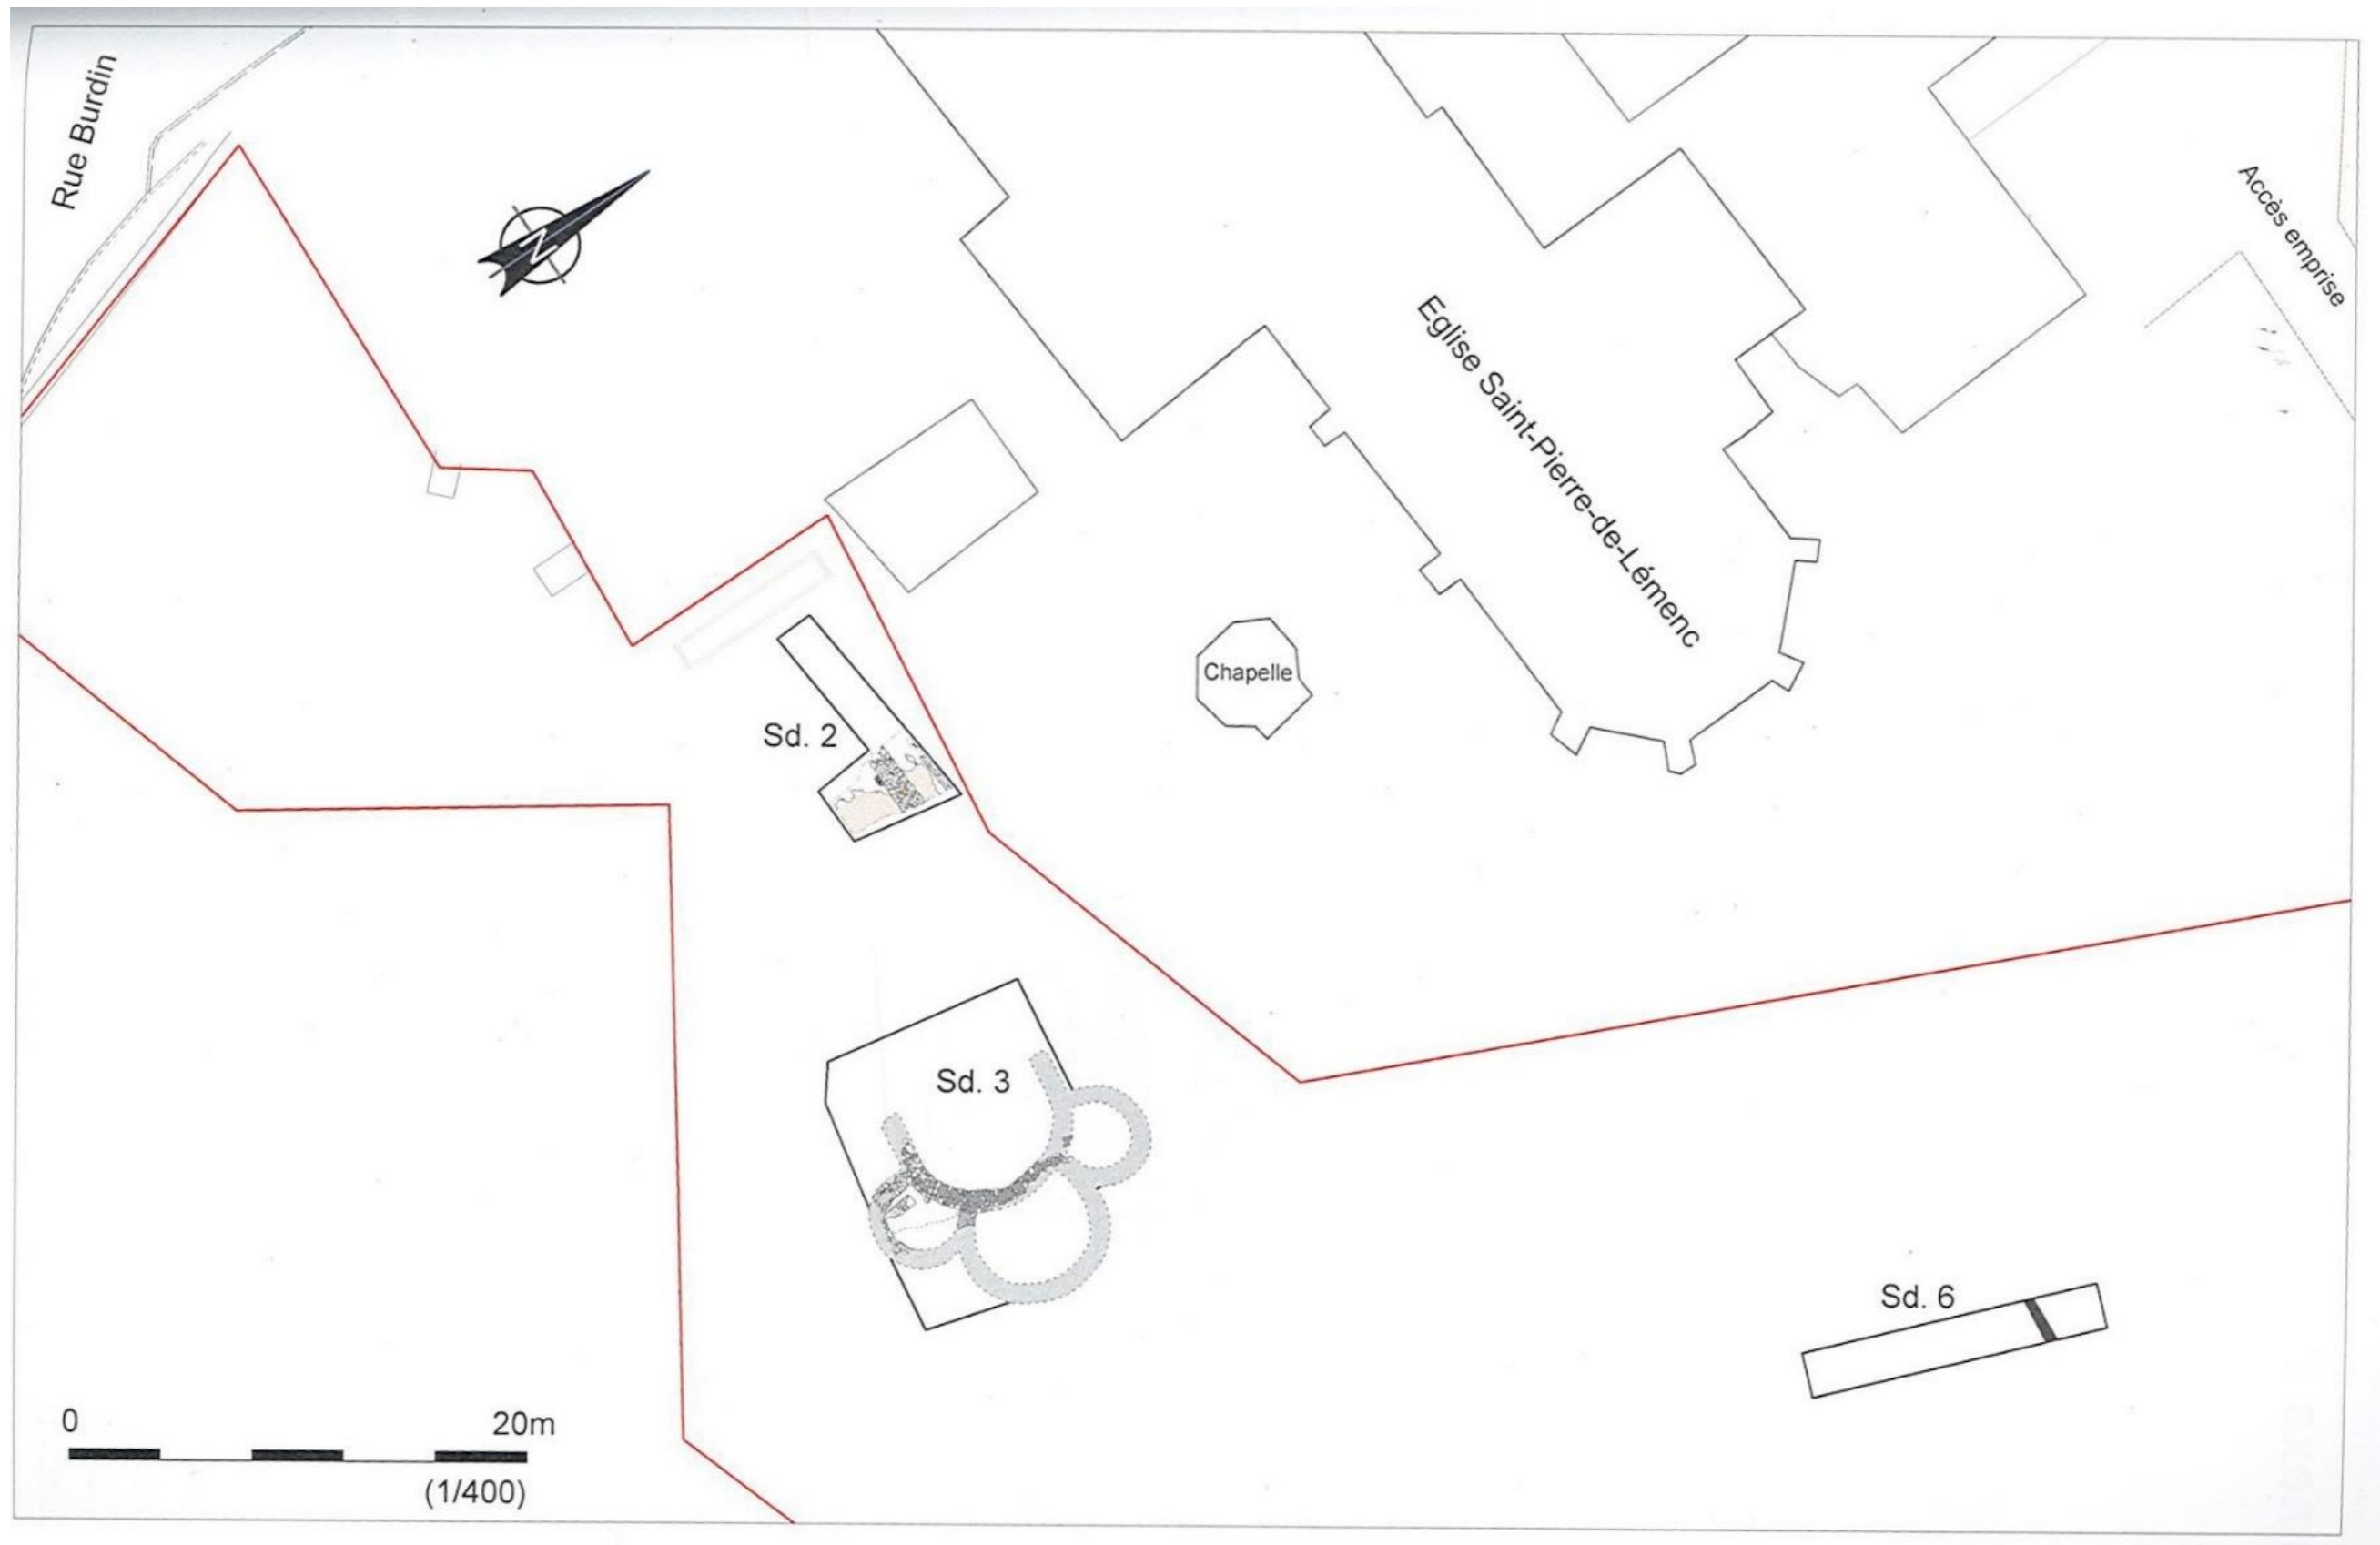 Rue Burdin
N
Accès emprise
Eglise Saint-Pierre-de-Lémenc
Chapelle
Sd. 2
Sd. 3
Sd. 6
0 20m
(1/400)